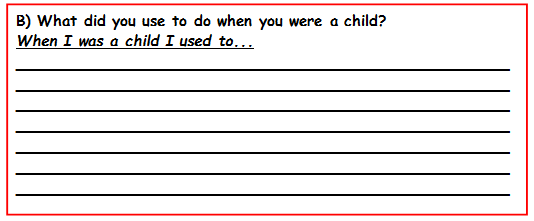 B) What did you use to do when you were a child?
When I was a child I used to...